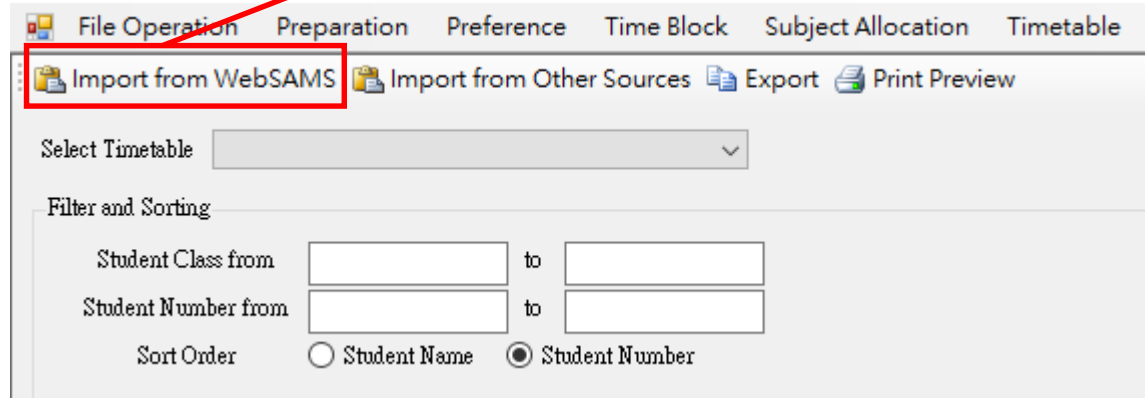 File Operation Preparation Preference Time Block Subject Allocation Timetable
Import from WebSAMS Import from Other Sources Export Print Preview
Select Timetable
Filter and Sorting
Student Class from to
Student Number from to
Sort Order Student Name Student Number